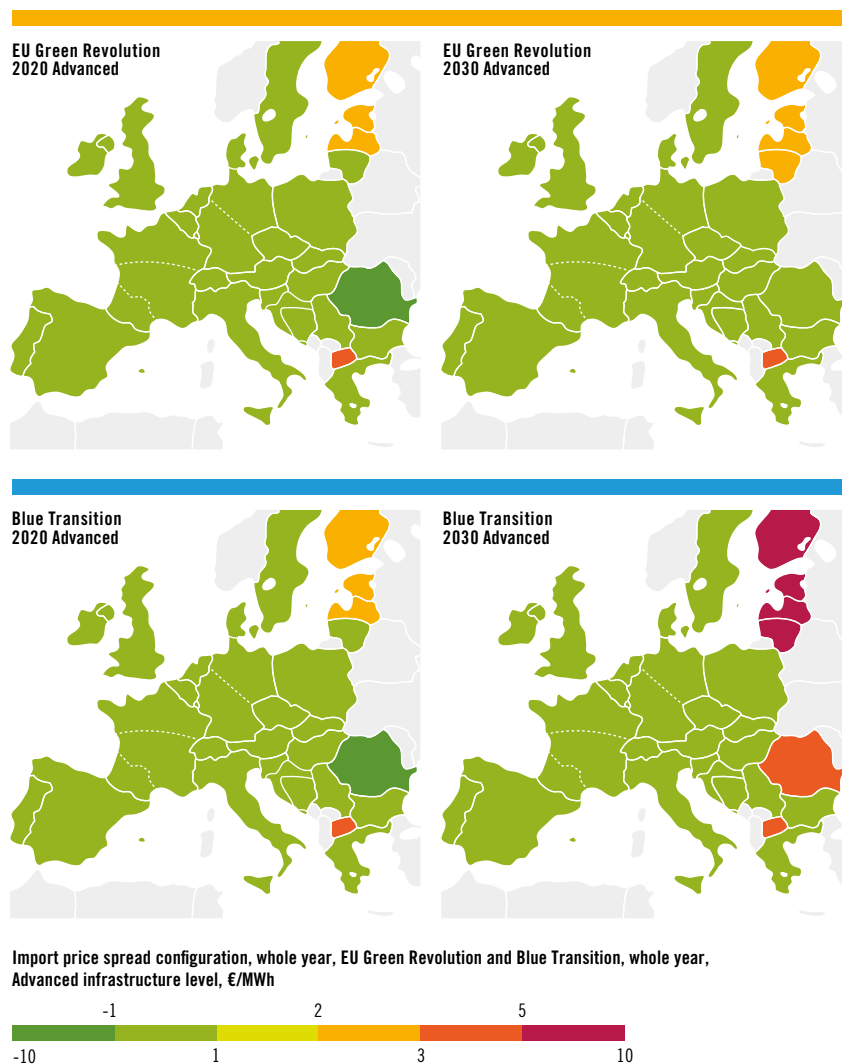 EU Green Revolution
2020 Advanced
EU Green Revolution
2030 Advanced
Blue Transition
2020 Advanced
Blue Transition
2030 Advanced
Import price spread configuration, whole year, EU Green Revolution and Blue Transition, whole year,
Advanced infrastructure level, €/MWh
-1 2 5
-10 1 3 10